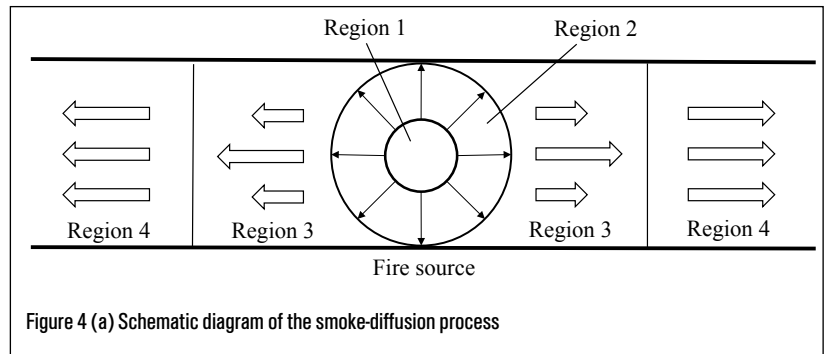 Region 1
Region 2
Region 4
Region 3
Region 3
Region 4
Fire source
Figure 4 (a) Schematic diagram of the smoke-diffusion process